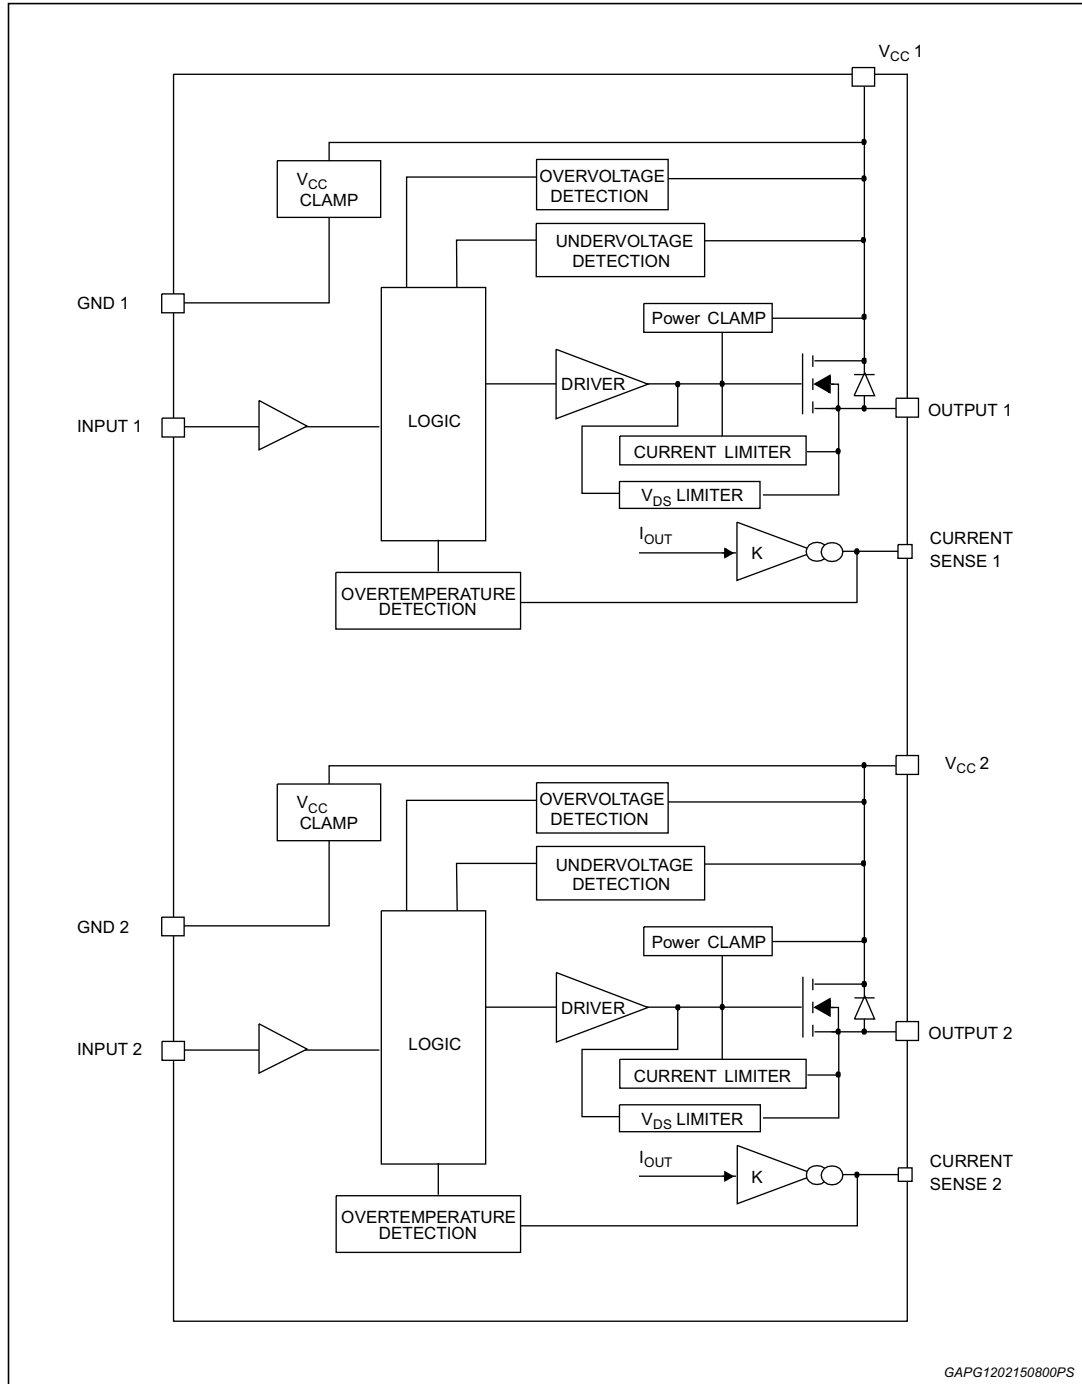 VCC 1
VCC
CLAMP
OVERVOLTAGE
DETECTION
UNDERVOLTAGE
DETECTION
GND 1
Power CLAMP
DRIVER
OUTPUT 1
INPUT 1
LOGIC
CURRENT LIMITER
VDS LIMITER
IOUT
K
CURRENT
SENSE 1
OVERTEMPERATURE
DETECTION
VCC 2
VCC
CLAMP
OVERVOLTAGE
DETECTION
UNDERVOLTAGE
DETECTION
GND 2
Power CLAMP
DRIVER
OUTPUT 2
INPUT 2
LOGIC
CURRENT LIMITER
VDS LIMITER
IOUT
K
CURRENT
SENSE 2
OVERTEMPERATURE
DETECTION
GAPG1202150800PS